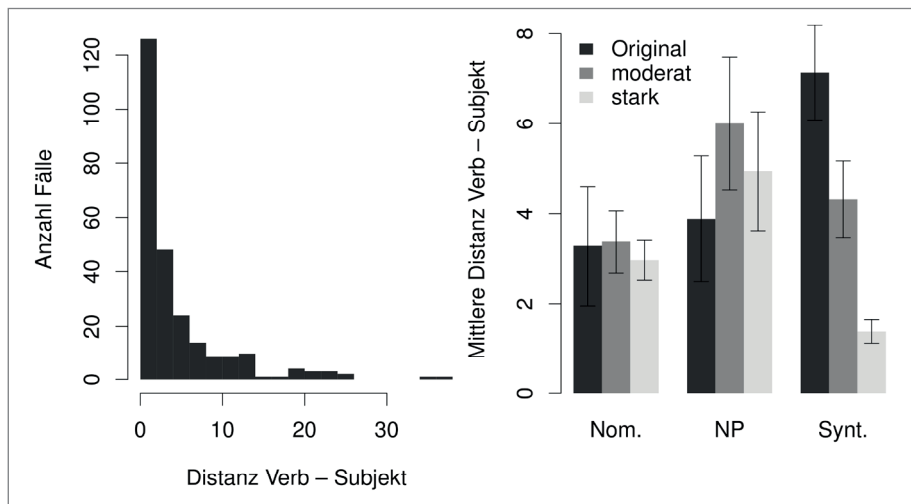 Anzahl Fälle
120
100
80
60
40
20
0
0 10 20 30
Distanz Verb – Subjekt
Mittlere Distanz Verb – Subjekt
8
6
4
2
0
Original
moderat
stark
Nom. NP Synt.